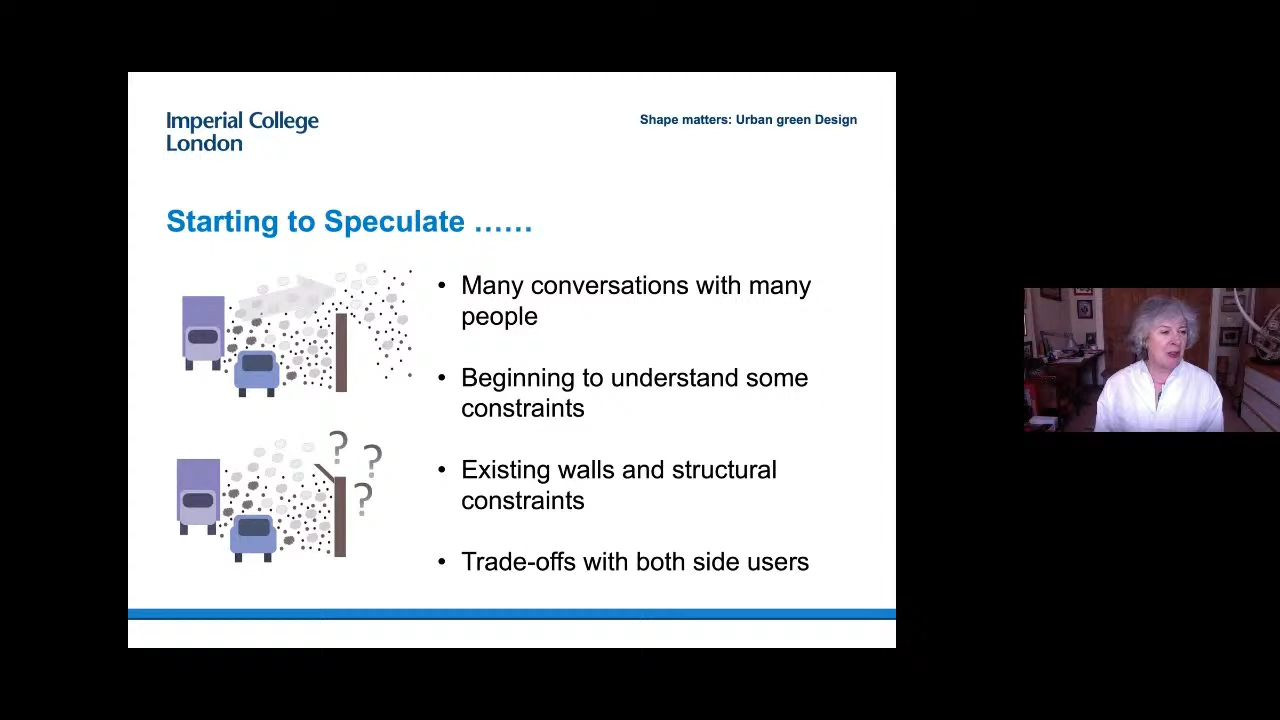 Imperial College
London
Shape matters: Urban green Design
Starting to Speculate ......
• Many conversations with many
people
• Beginning to understand some
constraints
• Existing walls and structural
constraints
• Trade-offs with both side users
?
?
?